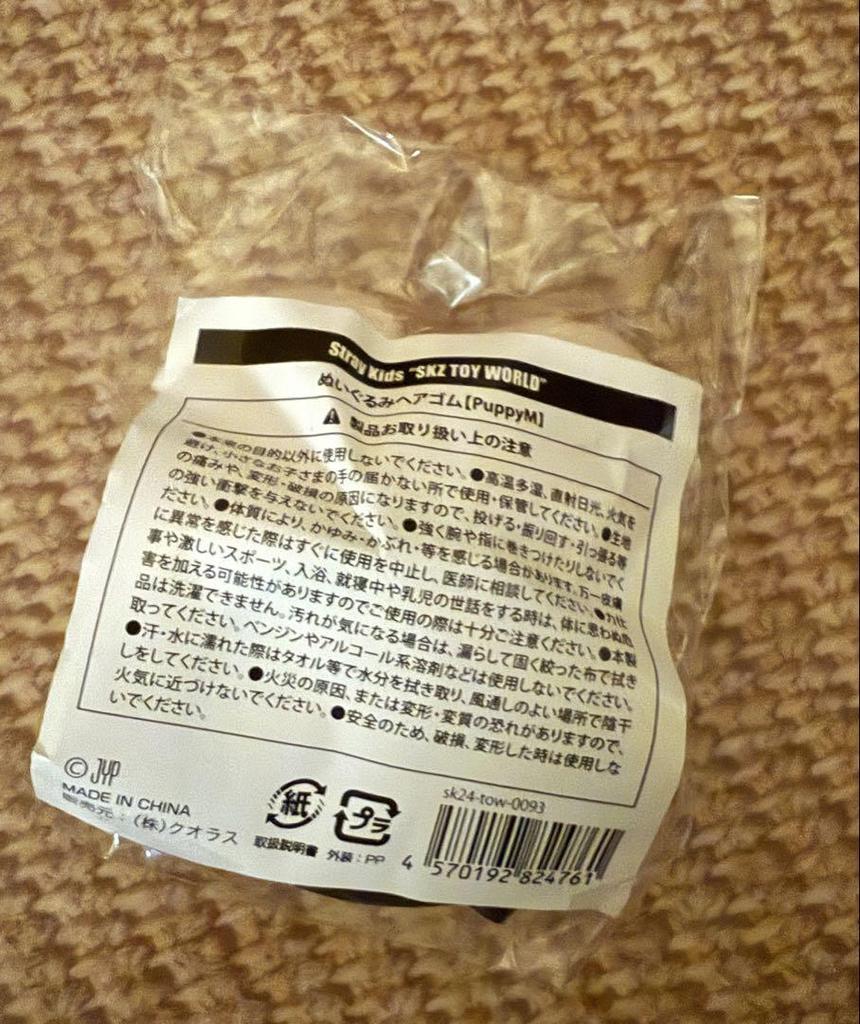 Stray Kids "SKZ TOY WORLD"
ぬいぐるみヘアゴム【PuppyM】
製品お取り扱い上の注意
●本来の目的以外に使用しないでください。●高温多湿、直射日光、火気を
避け、小さなお子さまの手の届かない所で使用・保管してください。●生地
の痛みや、変形・破損の原因になりますので、投げる・振り回す・引っ張る等
の強い衝撃を与えないでください。●強く腕や指に巻きつけたりしないでく
ださい。●体質により、かゆみ・かぶれ・等を感じる場合があります。万一皮膚
に異常を感じた際はすぐに使用を中止し、医師に相談してください。●力仕
事や激しいスポーツ、入浴、就寝中や乳児の世話をする時は、体に思わぬ危
害を加える可能性がありますのでご使用の際は十分ご注意ください。●本製
品は洗濯できません。汚れが気になる場合は、濡らして固く絞った布で拭き
取ってください。ベンジンやアルコール系溶剤などは使用しないでください。
●汗・水に濡れた際はタオル等で水分を拭き取り、風通しのよい場所で陰干
しをしてください。●火災の原因、または変形・変質の恐れがありますので、
火気に近づけないでください。●安全のため、破損、変形した時は使用しな
いでください。
© JYP
MADE IN CHINA
販売元：(株)クオラス
紙
取扱説明書
プラ
外装：PP
sk24-tow-0093
4 570192 824761